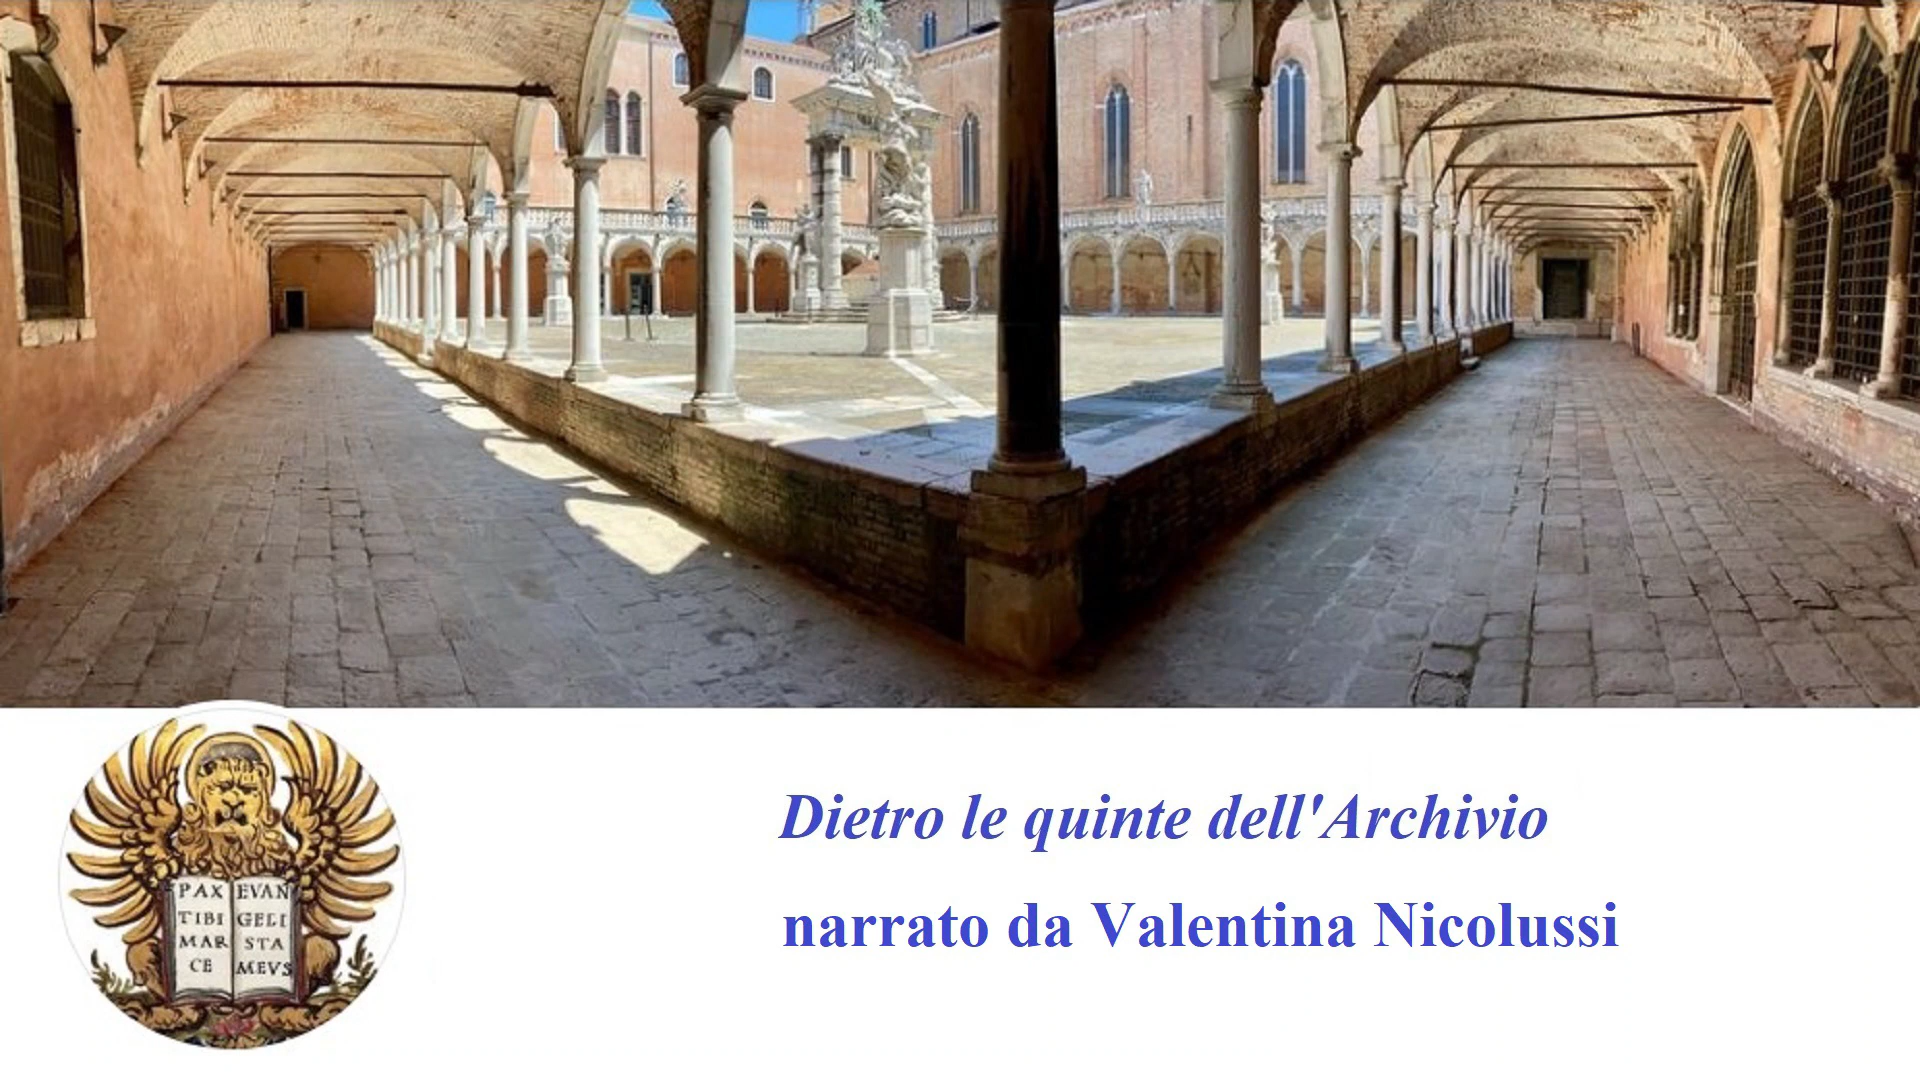 Dietro le quinte dell'Archivio
narrato da Valentina Nicolussi
PAX EVAN
TIBI GELI
MAR STA
CE MEVS